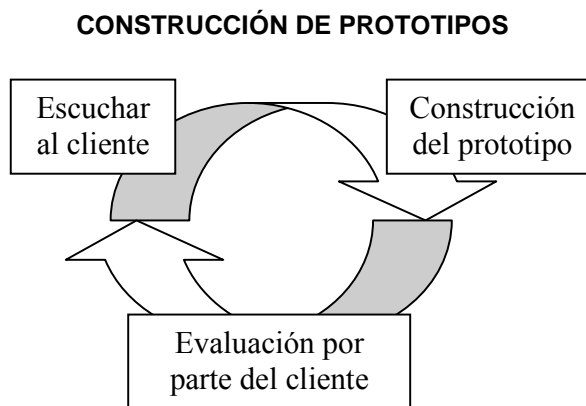 CONSTRUCCIÓN DE PROTOTIPOS
Escuchar
al cliente
Construcción
del prototipo
Evaluación por
parte del cliente